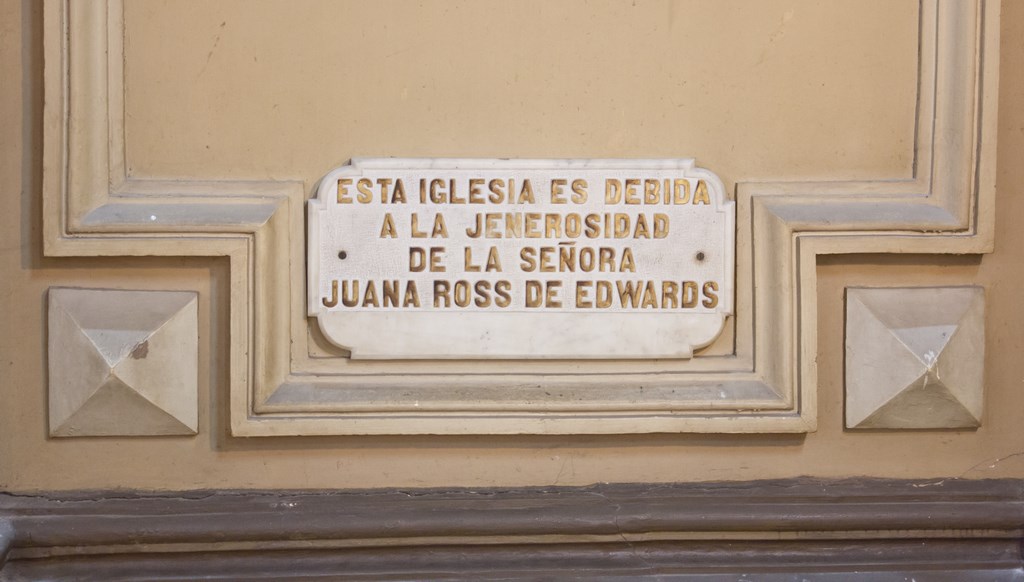 ESTA IGLESIA ES DEBIDA
A LA JENEROSIDAD
DE LA SEÑORA
JUANA ROSS DE EDWARDS